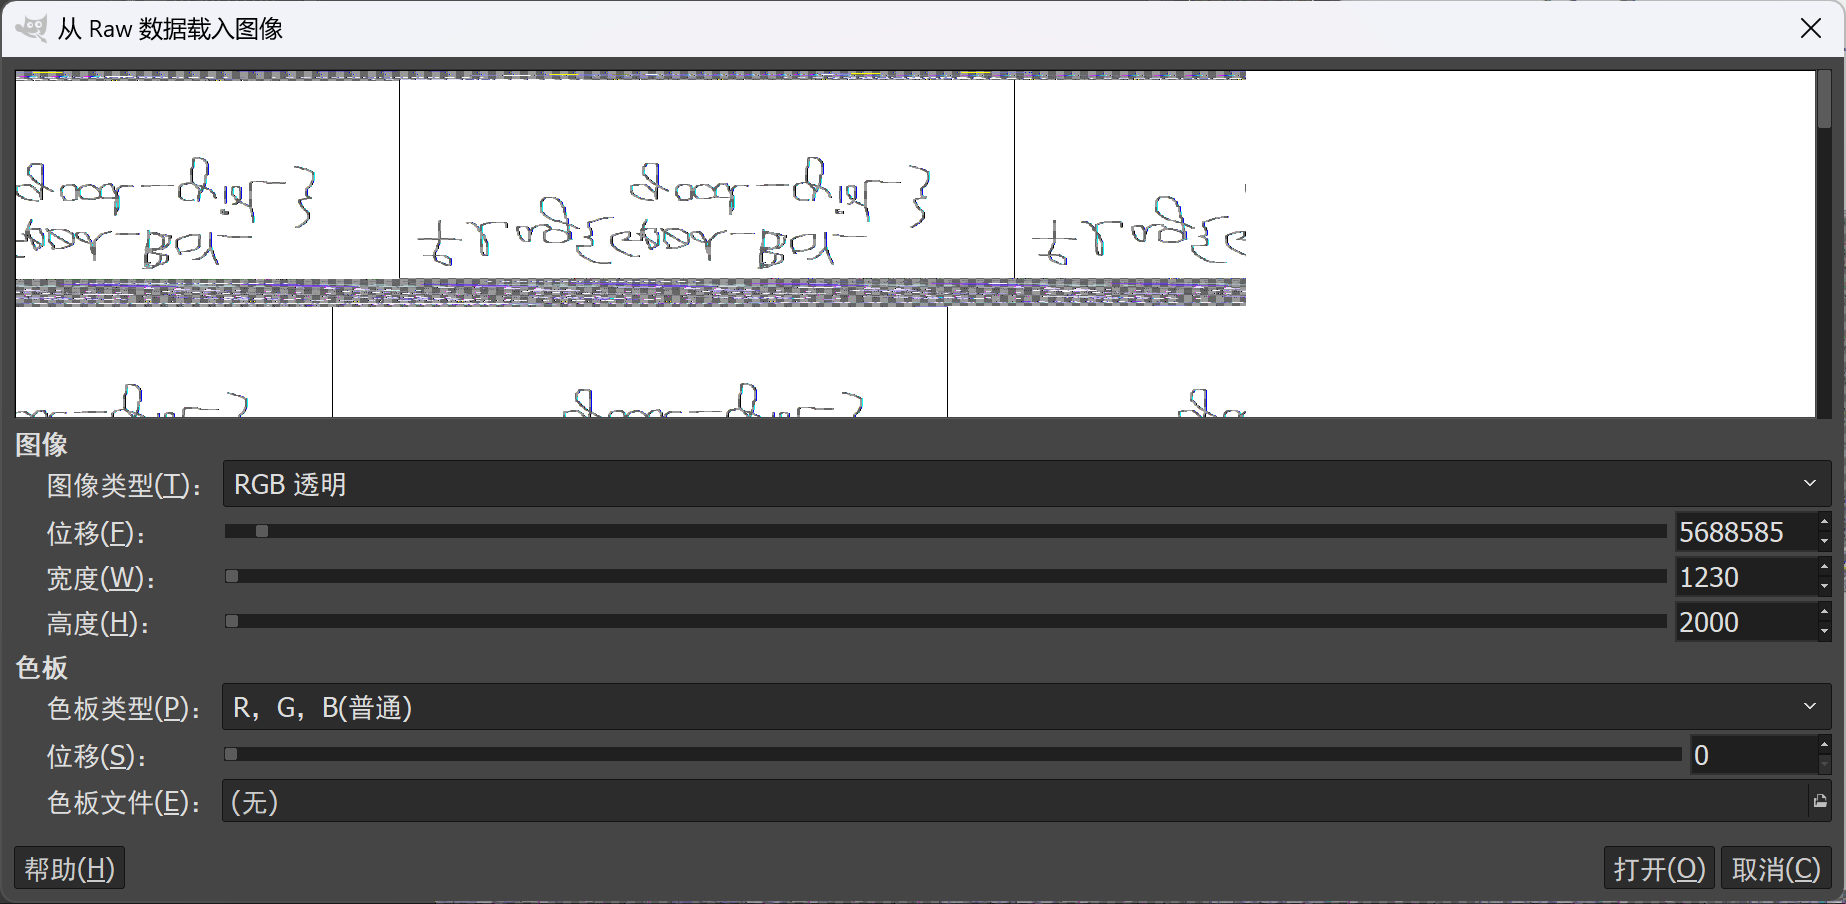 从 Raw 数据载入图像
图像
图像类型(T)： RGB 透明
位移(F)： 5688585
宽度(W)： 1230
高度(H)： 2000
色板
色板类型(P)： R，G，B(普通)
位移(S)： 0
色板文件(E)： (无)
帮助(H) 打开(O) 取消(C)